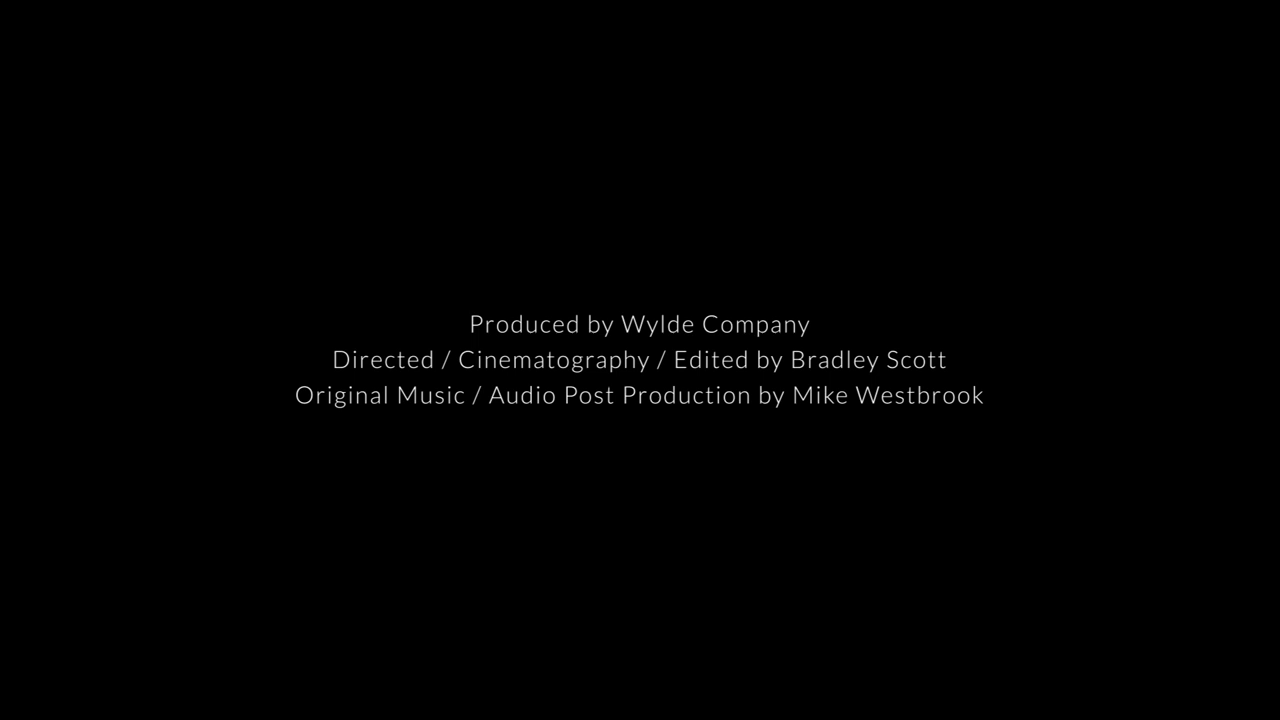 Produced by Wylde Company
Directed / Cinematography / Edited by Bradley Scott
Original Music / Audio Post Production by Mike Westbrook